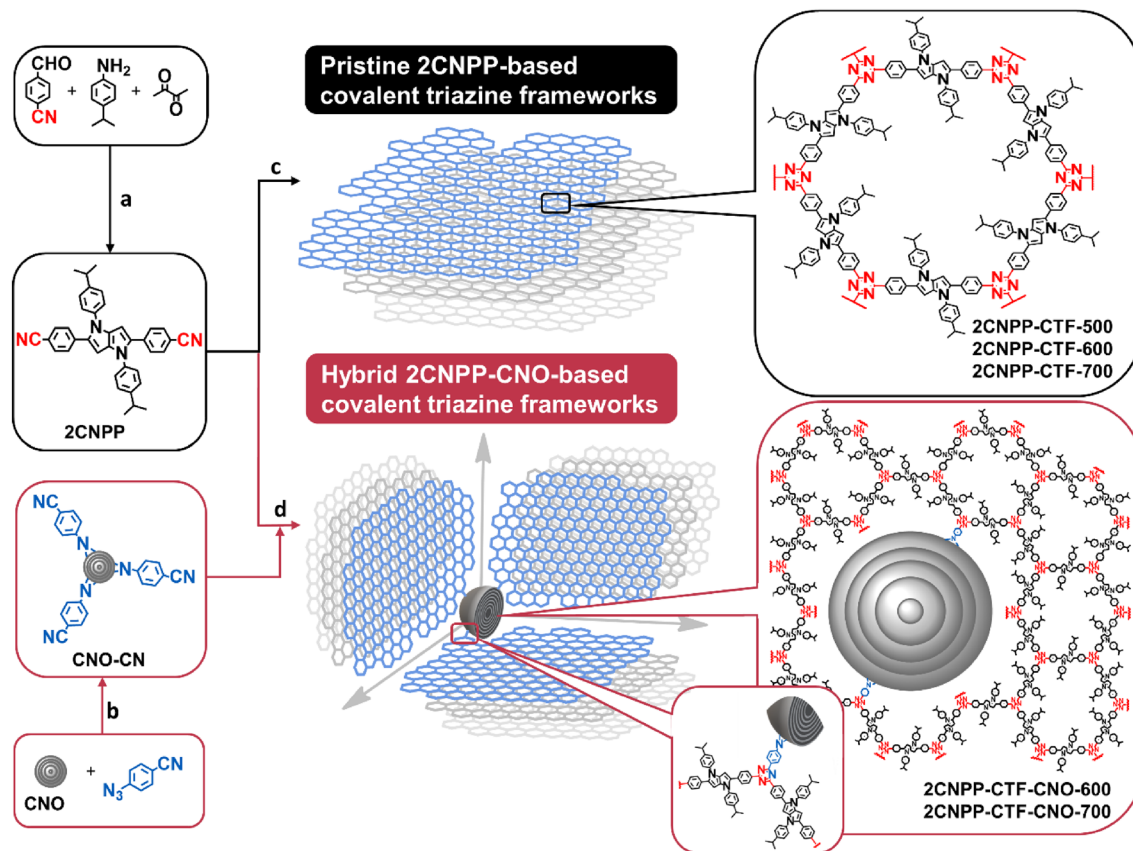 CHO
NH2
O
+
+
O
CN
a
c
Pristine 2CNPP-based
covalent triazine frameworks
2CNPP-CTF-500
2CNPP-CTF-600
2CNPP-CTF-700
N
NC
CN
N
2CNPP
Hybrid 2CNPP-CNO-based
covalent triazine frameworks
d
NC
N
N
CN
N
NC
CNO-CN
b
CNO
+
CN
N3
2CNPP-CTF-CNO-600
2CNPP-CTF-CNO-700